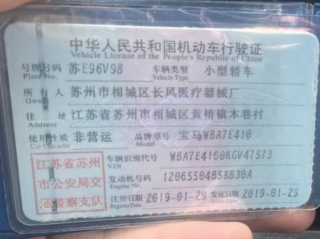 中华人民共和国机动车行驶证
Vehicle License of the People's Republic of China
号牌号码 苏E96V98 车辆类型 小型轿车
Plate No. Vehicle Type
所有人 苏州市相城区长风医疗器械厂
Owner
住址 江苏省苏州市相城区黄桥镇木巷村
Address
使用性质 非营运 品牌型号 宝马WBA7E410
Use Character Model
江苏省苏州
市公安局交
通警察支队
车辆识别代号 WBA7E4100KGV47573
VIN
发动机号码 12065504B58B30A
Engine No.
注册日期 2019-01-29 发证日期 2019-01-29
Register Date Issue Date